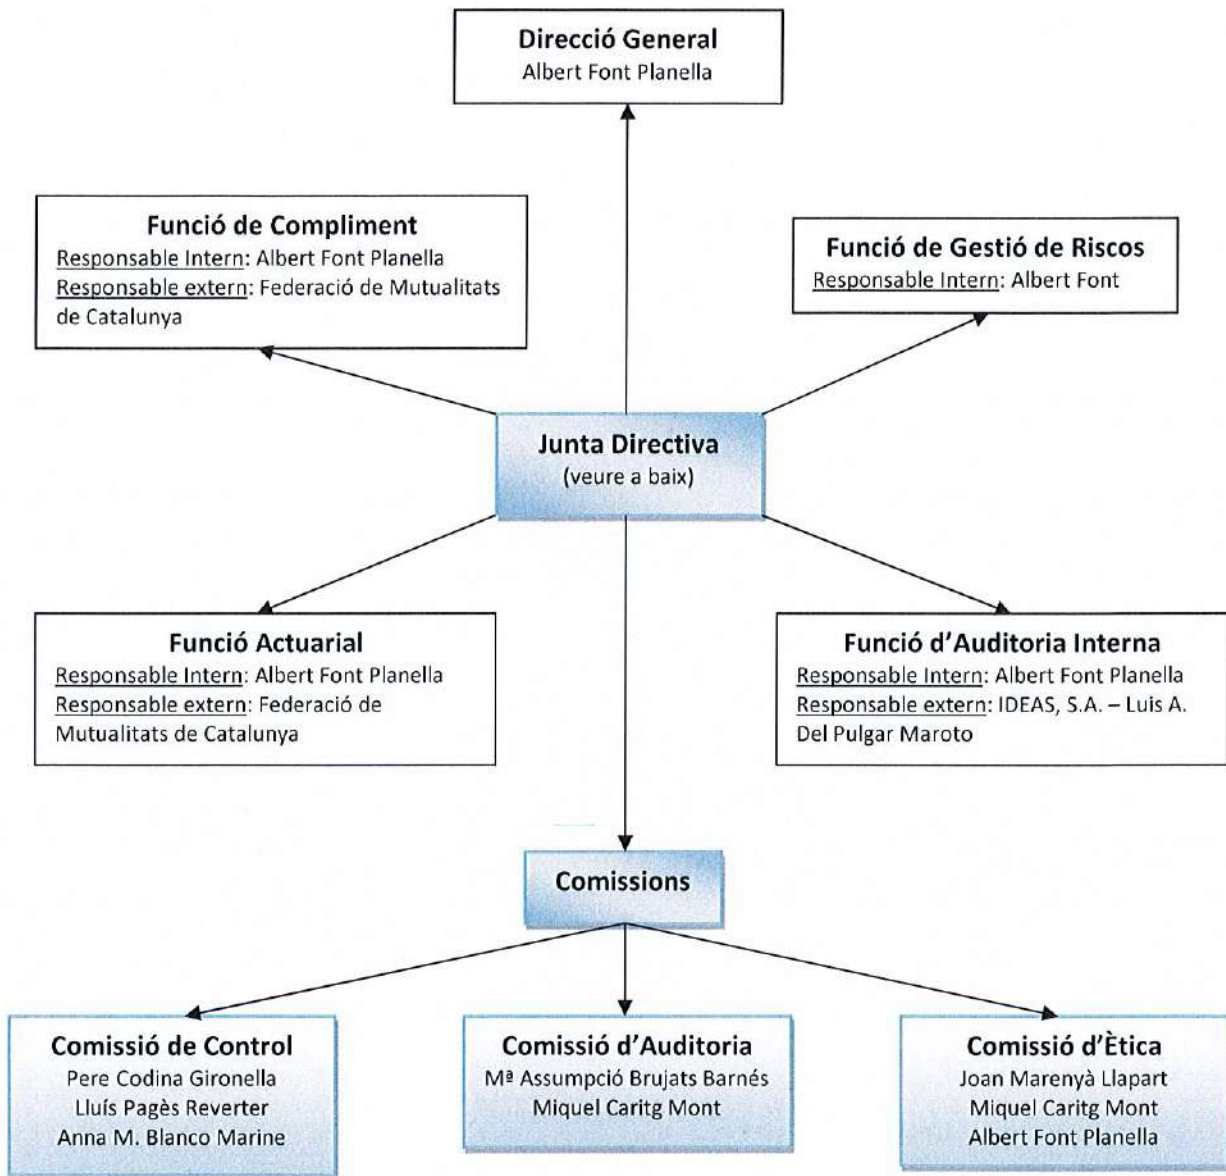 Direcció General
Albert Font Planella
Funció de Compliment
Responsable Intern: Albert Font Planella
Responsable extern: Federació de Mutualitats
de Catalunya
Funció de Gestió de Riscos
Responsable Intern: Albert Font
Junta Directiva
(veure a baix)
Funció Actuarial
Responsable Intern: Albert Font Planella
Responsable extern: Federació de
Mutualitats de Catalunya
Funció d'Auditoria Interna
Responsable Intern: Albert Font Planella
Responsable extern: IDEAS, S.A. – Luis A.
Del Pulgar Maroto
Comissions
Comissió de Control
Pere Codina Gironella
Lluís Pagès Reverter
Anna M. Blanco Marine
Comissió d'Auditoria
Mª Assumpció Brujats Barnés
Miquel Caritg Mont
Comissió d'Ètica
Joan Marenyà Llapart
Miquel Caritg Mont
Albert Font Planella